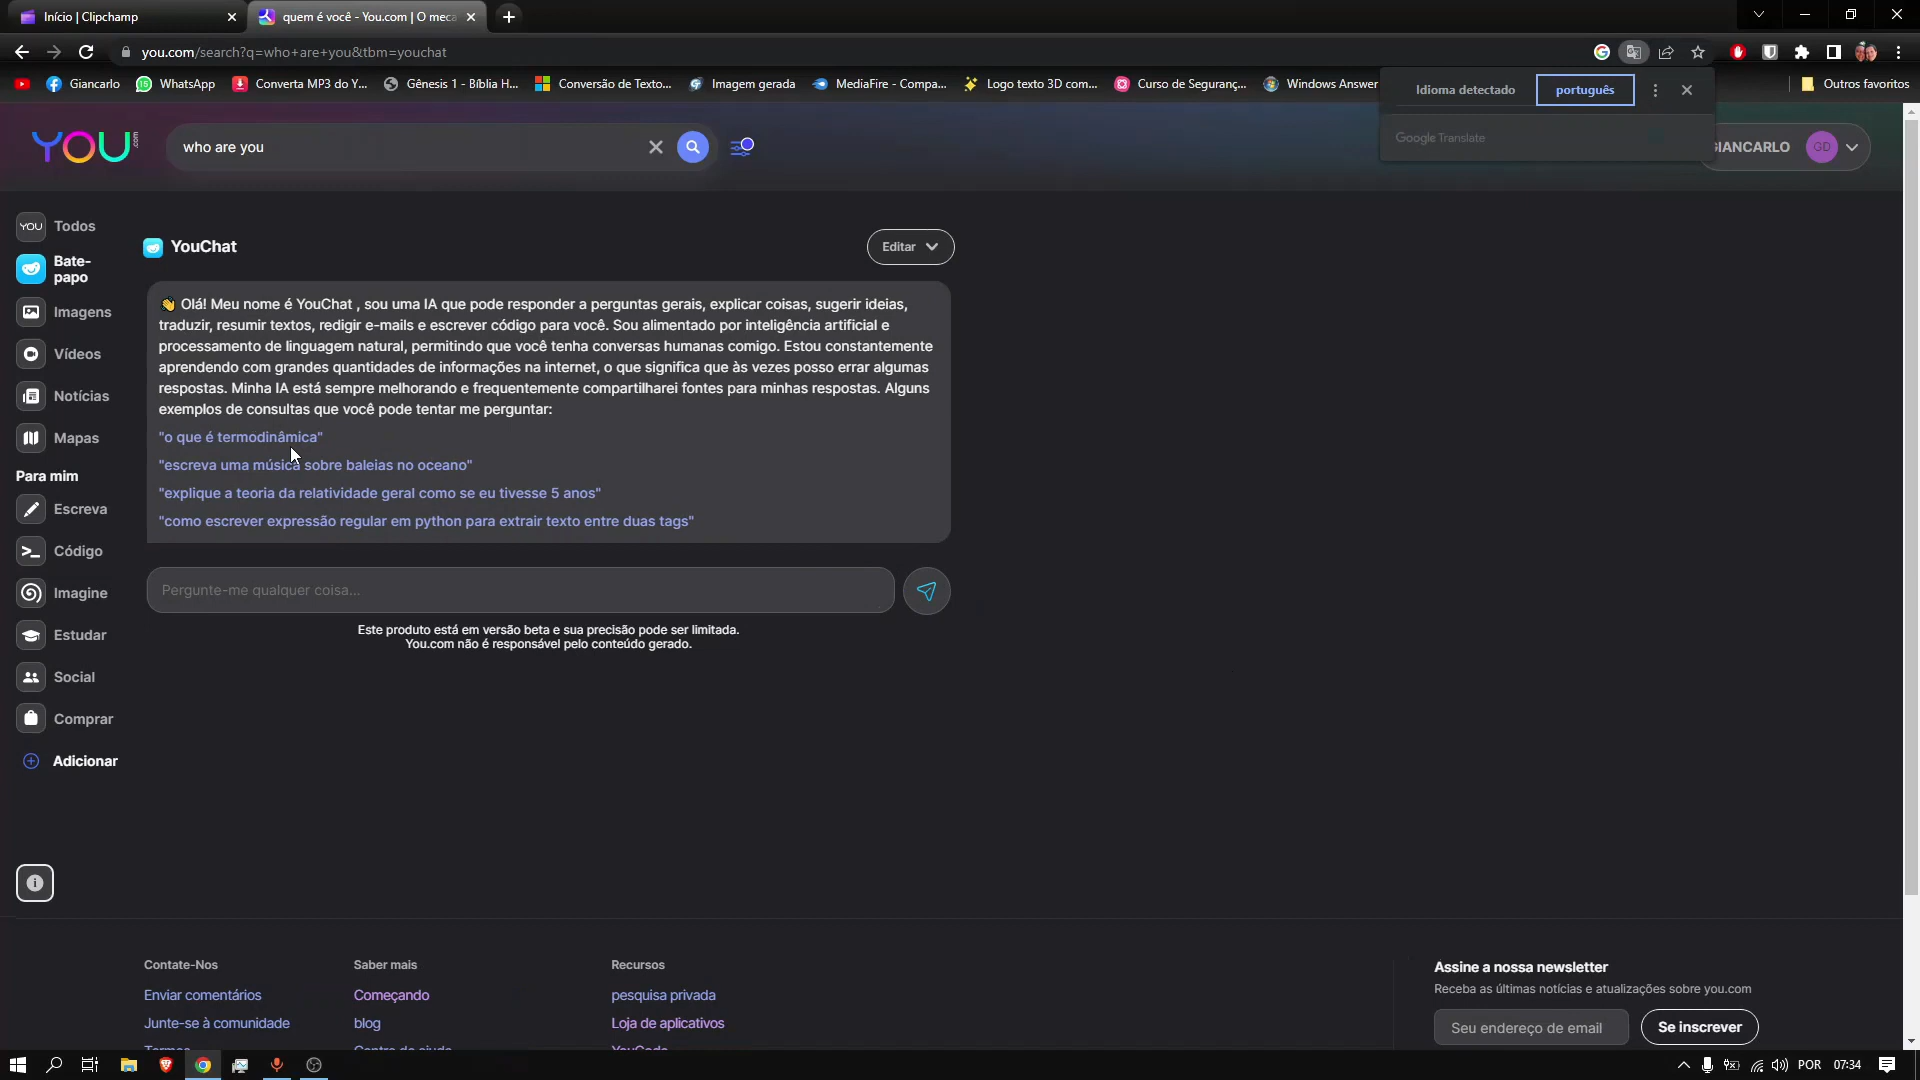 Início | Clipchamp
quem é você - You.com | O meca
you.com/search?q=who+are+you&tbm=youchat
Giancarlo
WhatsApp
Converta MP3 do Y...
Gênesis 1 - Bíblia H...
Conversão de Texto...
Imagem gerada
MediaFire - Compa...
Logo texto 3D com...
Curso de Seguranç...
Windows Answer
Outros favoritos
Idioma detectado
português
Google Translate
YOU.com
who are you
GIANCARLO
GD
YOU
Todos
Bate-
papo
Imagens
Vídeos
Notícias
Mapas
Para mim
Escreva
Código
Imagine
Estudar
Social
Comprar
Adicionar
YouChat
Editar
👋 Olá! Meu nome é YouChat , sou uma IA que pode responder a perguntas gerais, explicar coisas, sugerir ideias,
traduzir, resumir textos, redigir e-mails e escrever código para você. Sou alimentado por inteligência artificial e
processamento de linguagem natural, permitindo que você tenha conversas humanas comigo. Estou constantemente
aprendendo com grandes quantidades de informações na internet, o que significa que às vezes posso errar algumas
respostas. Minha IA está sempre melhorando e frequentemente compartilharei fontes para minhas respostas. Alguns
exemplos de consultas que você pode tentar me perguntar:
"o que é termodinâmica"
"escreva uma música sobre baleias no oceano"
"explique a teoria da relatividade geral como se eu tivesse 5 anos"
"como escrever expressão regular em python para extrair texto entre duas tags"
Pergunte-me qualquer coisa...
Este produto está em versão beta e sua precisão pode ser limitada.
You.com não é responsável pelo conteúdo gerado.
Contate-Nos
Enviar comentários
Junte-se à comunidade
Termos
Saber mais
Começando
blog
Centro de ajuda
Recursos
pesquisa privada
Loja de aplicativos
YouCode
Assine a nossa newsletter
Receba as últimas notícias e atualizações sobre you.com
Seu endereço de email
Se inscrever
POR
07:34